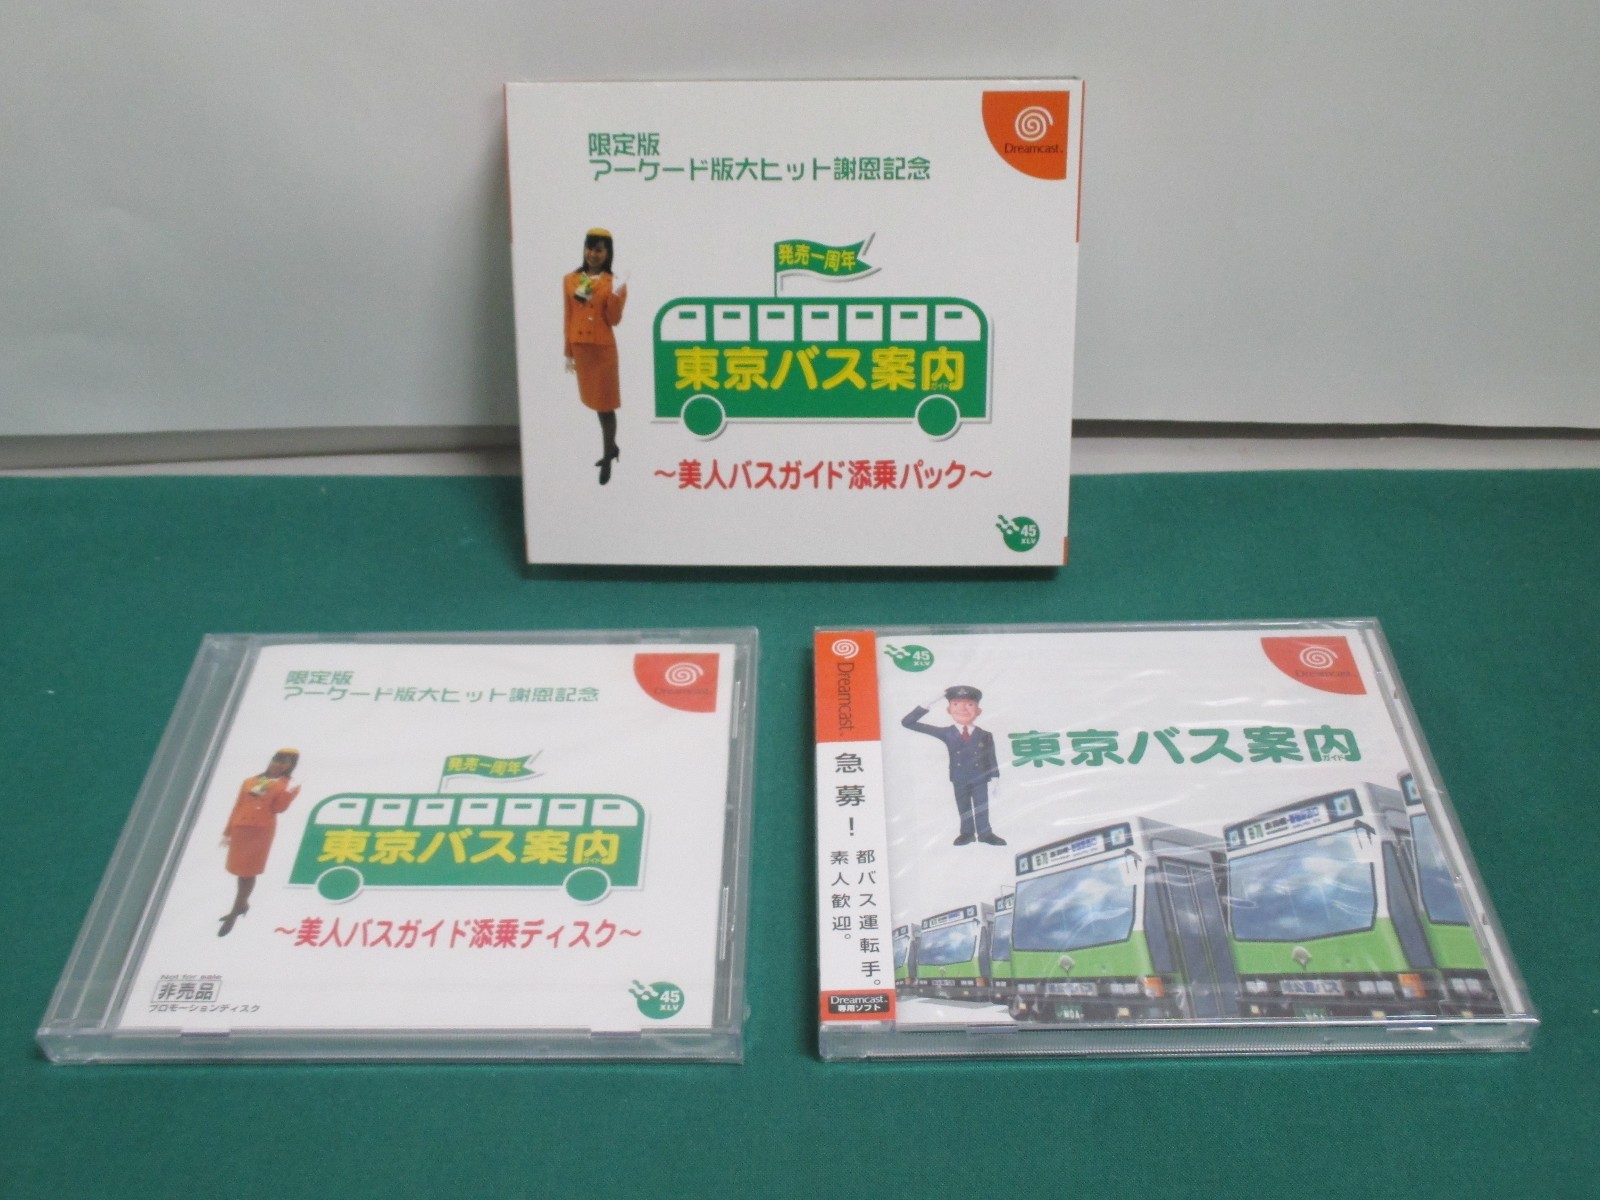 限定版
アーケード版大ヒット謝恩記念
Dreamcast
発売一周年
東京バス案内
ガイド
～美人バスガイド添乗パック～
45
XLV
限定版
アーケード版大ヒット謝恩記念
Dreamcast
発売一周年
東京バス案内
ガイド
～美人バスガイド添乗ディスク～
Not for sale
非売品
プロモーションディスク
45
XLV
Dreamcast
急募！
都バス運転手。
素人歓迎。
Dreamcast
専用ソフト
45
XLV
Dreamcast
東京バス案内
ガイド